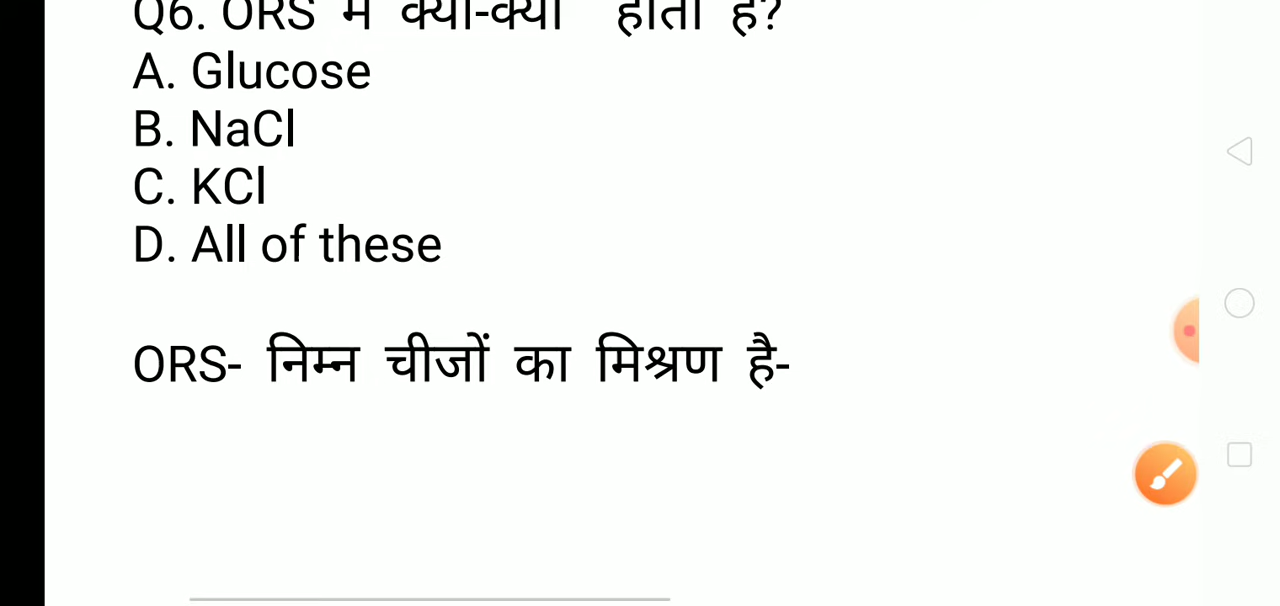 Q6. ORS में क्या-क्या होता है?
A. Glucose
B. NaCl
C. KCl
D. All of these
ORS- निम्न चीजों का मिश्रण है-